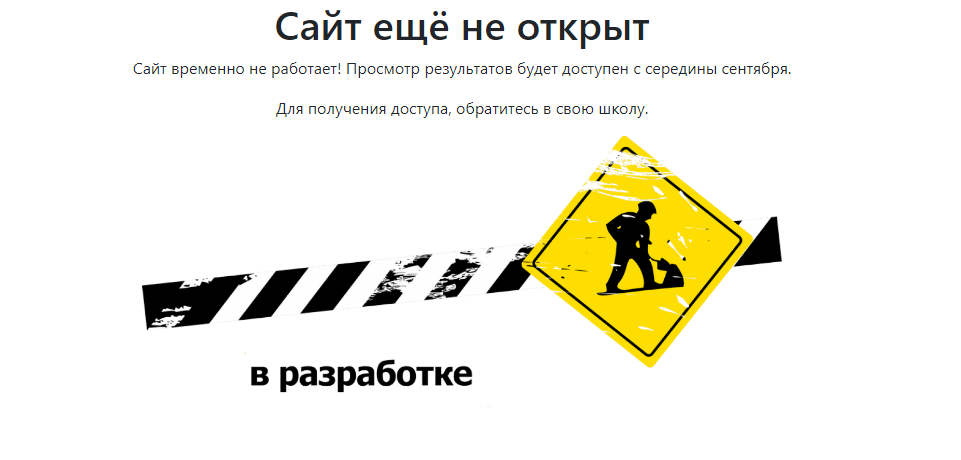 Сайт ещё не открыт
Сайт временно не работает! Просмотр результатов будет доступен с середины сентября.
Для получения доступа, обратитесь в свою школу.
в разработке